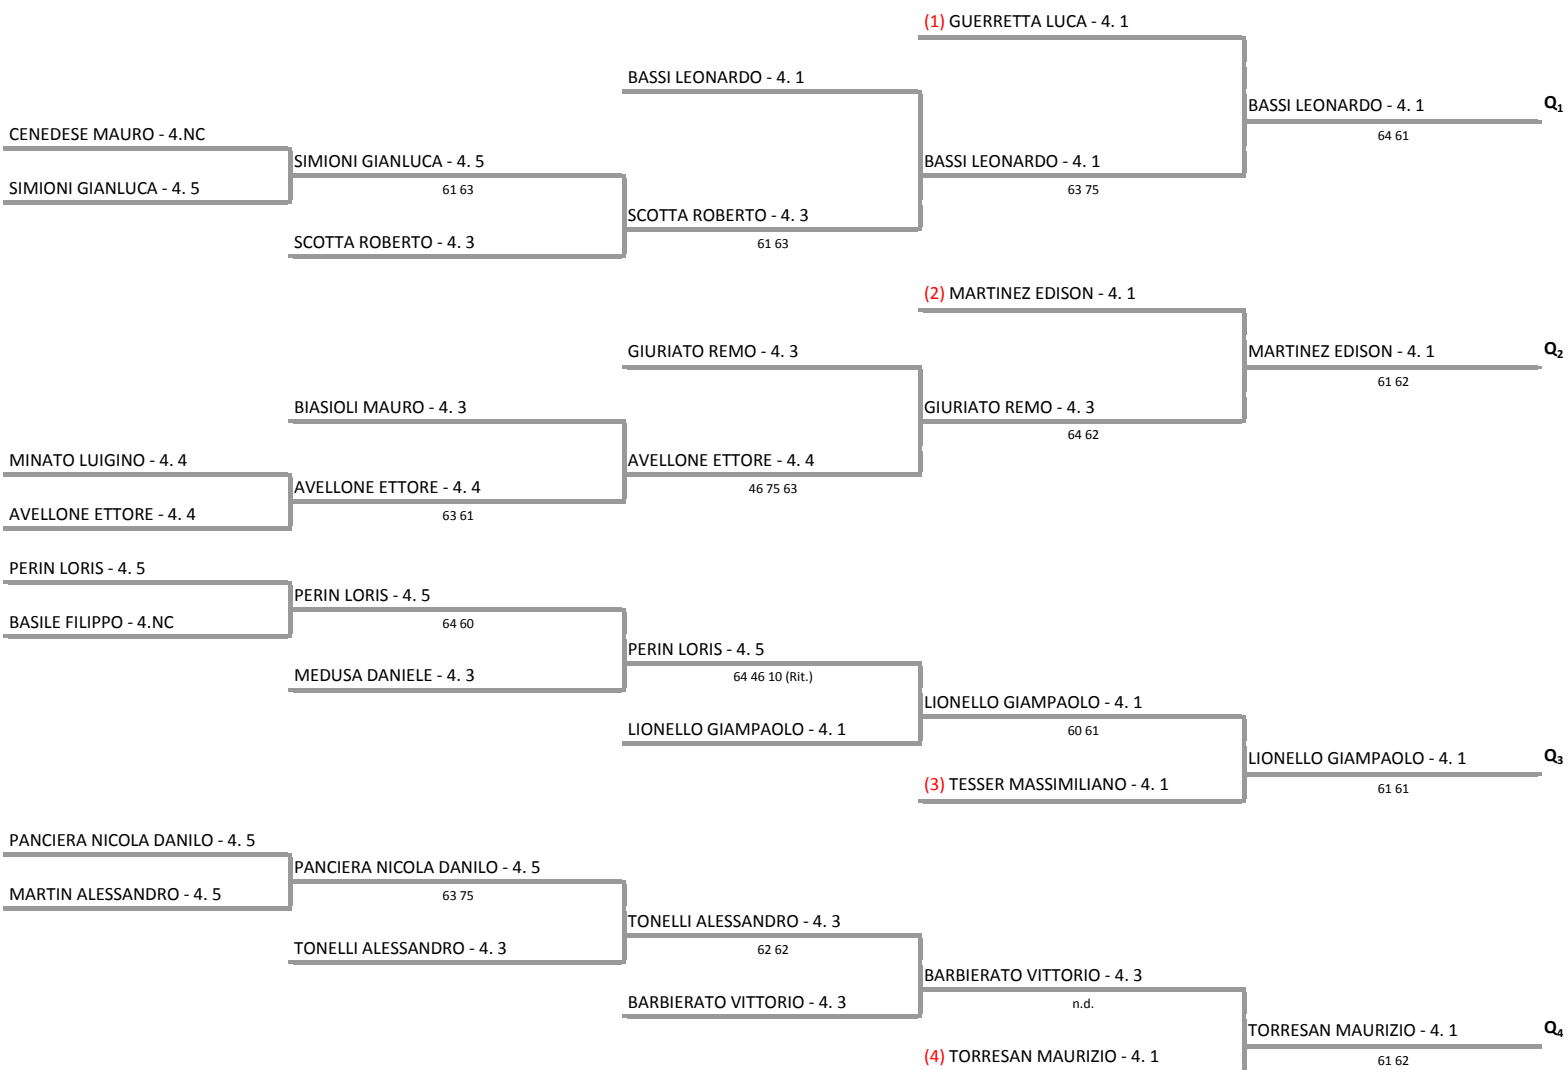 (1) GUERRETTA LUCA - 4. 1
BASSI LEONARDO - 4. 1
BASSI LEONARDO - 4. 1 Q1
CENEDESE MAURO - 4.NC
64 61
SIMIONI GIANLUCA - 4. 5
BASSI LEONARDO - 4. 1
SIMIONI GIANLUCA - 4. 5
61 63
63 75
SCOTTA ROBERTO - 4. 3
SCOTTA ROBERTO - 4. 3
61 63
(2) MARTINEZ EDISON - 4. 1
GIURIATO REMO - 4. 3
MARTINEZ EDISON - 4. 1 Q2
61 62
BIASIOLI MAURO - 4. 3
GIURIATO REMO - 4. 3
64 62
MINATO LUIGINO - 4. 4
AVELLONE ETTORE - 4. 4
AVELLONE ETTORE - 4. 4
46 75 63
AVELLONE ETTORE - 4. 4
63 61
PERIN LORIS - 4. 5
PERIN LORIS - 4. 5
BASILE FILIPPO - 4.NC
64 60
PERIN LORIS - 4. 5
MEDUSA DANIELE - 4. 3
64 46 10 (Rit.)
LIONELLO GIAMPAOLO - 4. 1
LIONELLO GIAMPAOLO - 4. 1
60 61
LIONELLO GIAMPAOLO - 4. 1 Q3
(3) TESSER MASSIMILIANO - 4. 1
61 61
PANCIERA NICOLA DANILO - 4. 5
PANCIERA NICOLA DANILO - 4. 5
MARTIN ALESSANDRO - 4. 5
63 75
TONELLI ALESSANDRO - 4. 3
TONELLI ALESSANDRO - 4. 3
62 62
BARBIERATO VITTORIO - 4. 3
BARBIERATO VITTORIO - 4. 3
n.d.
TORRESAN MAURIZIO - 4. 1 Q4
(4) TORRESAN MAURIZIO - 4. 1
61 62